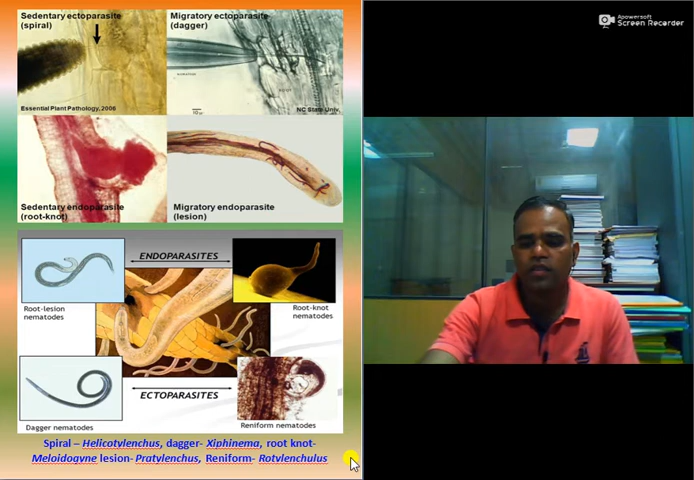 Sedentary ectoparasite
(spiral)
Migratory ectoparasite
(dagger)
Essential Plant Pathology, 2006
NC State Univ.
Sedentary endoparasite
(root-knot)
Migratory endoparasite
(lesion)
ENDOPARASITES
Root-lesion
nematodes
Root-knot
nematodes
ECTOPARASITES
Dagger nematodes
Reniform nematodes
Spiral – Helicotylenchus, dagger- Xiphinema, root knot-
Meloidogyne lesion- Pratylenchus, Reniform- Rotylenchulus
Apowersoft
Screen Recorder